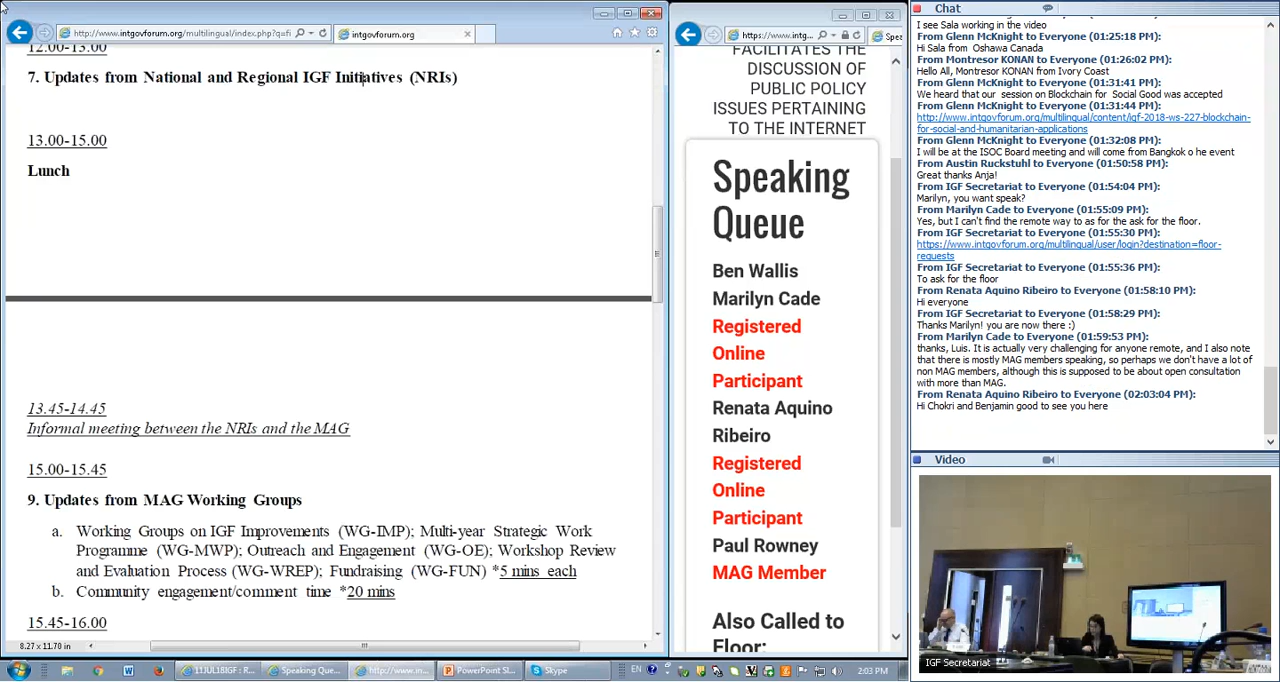 http://www.intgovforum.org/multilingual/index.php?q=fi
intgovforum.org
12.00-13.00
7. Updates from National and Regional IGF Initiatives (NRIs)
13.00-15.00
Lunch
13.45-14.45
Informal meeting between the NRIs and the MAG
15.00-15.45
9. Updates from MAG Working Groups
a. Working Groups on IGF Improvements (WG-IMP); Multi-year Strategic Work
Programme (WG-MWP); Outreach and Engagement (WG-OE); Workshop Review
and Evaluation Process (WG-WREP); Fundraising (WG-FUN) *5 mins each
b. Community engagement/comment time *20 mins
15.45-16.00
8.27 x 11.70 in
https://www.intg...
Spe
FACILITATES THE
DISCUSSION OF
PUBLIC POLICY
ISSUES PERTAINING
TO THE INTERNET
Speaking
Queue
Ben Wallis
Marilyn Cade
Registered
Online
Participant
Renata Aquino
Ribeiro
Registered
Online
Participant
Paul Rowney
MAG Member
Also Called to
Floor:
Chat
I see Sala working in the video
From Glenn McKnight to Everyone (01:25:18 PM):
Hi Sala from Oshawa Canada
From Montresor KONAN to Everyone (01:26:02 PM):
Hello All, Montresor KONAN from Ivory Coast
From Glenn McKnight to Everyone (01:31:41 PM):
We heard that our session on Blockchain for Social Good was accepted
From Glenn McKnight to Everyone (01:31:44 PM):
http://www.intgovforum.org/multilingual/content/igf-2018-ws-227-blockchain-
for-social-and-humanitarian-applications
From Glenn McKnight to Everyone (01:32:08 PM):
I will be at the ISOC Board meeting and will come from Bangkok o he event
From Austin Ruckstuhl to Everyone (01:50:58 PM):
Great thanks Anja!
From IGF Secretariat to Everyone (01:54:04 PM):
Marilyn, you want speak?
From Marilyn Cade to Everyone (01:55:09 PM):
Yes, but I can't find the remote way to as for the ask for the floor.
From IGF Secretariat to Everyone (01:55:30 PM):
https://www.intgovforum.org/multilingual/user/login?destination=floor-
requests
From IGF Secretariat to Everyone (01:55:36 PM):
To ask for the floor
From Renata Aquino Ribeiro to Everyone (01:58:10 PM):
Hi everyone
From IGF Secretariat to Everyone (01:58:29 PM):
Thanks Marilyn! you are now there :)
From Marilyn Cade to Everyone (01:59:53 PM):
thanks, Luis. It is actually very challenging for anyone remote, and I also note
that there is mostly MAG members speaking, so perhaps we don't have a lot of
non MAG members, although this is supposed to be about open consultation
with more than MAG.
From Renata Aquino Ribeiro to Everyone (02:03:04 PM):
Hi Chokri and Benjamin good to see you here
Video
IGF Secretariat
11JUL18IGF : R...
Speaking Que...
http://www.in...
PowerPoint Sl...
Skype
EN
2:03 PM